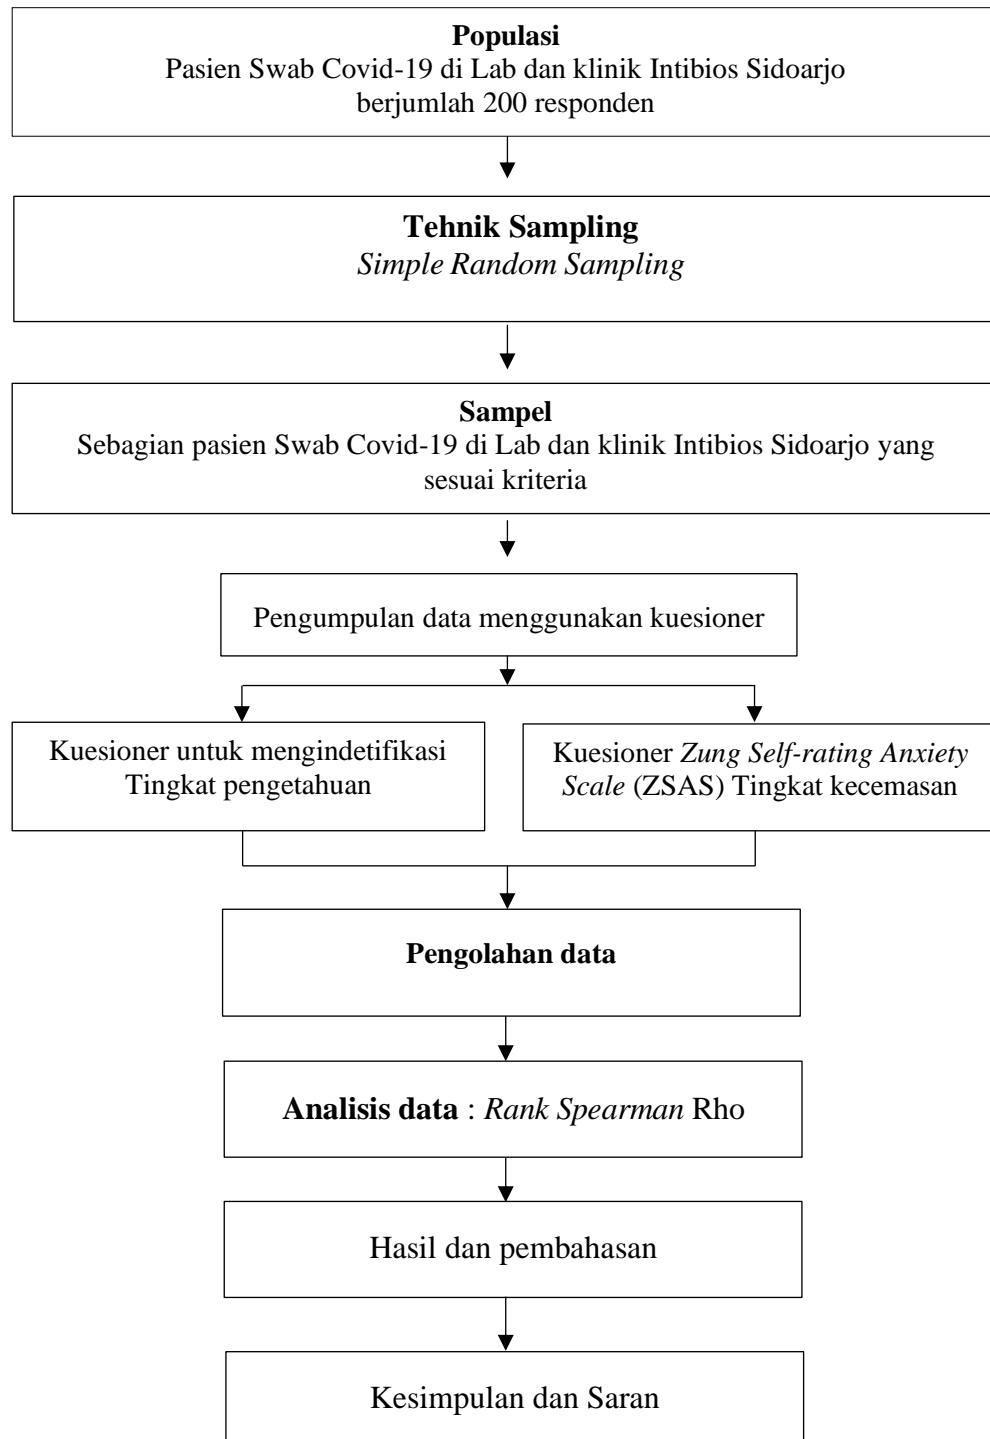 Populasi
Pasien Swab Covid-19 di Lab dan klinik Intibios Sidoarjo
berjumlah 200 responden
Tehnik Sampling
Simple Random Sampling
Sampel
Sebagian pasien Swab Covid-19 di Lab dan klinik Intibios Sidoarjo yang
sesuai kriteria
Pengumpulan data menggunakan kuesioner
Kuesioner untuk mengindetifikasi
Tingkat pengetahuan
Kuesioner Zung Self-rating Anxiety
Scale (ZSAS) Tingkat kecemasan
Pengolahan data
Analisis data : Rank Spearman Rho
Hasil dan pembahasan
Kesimpulan dan Saran